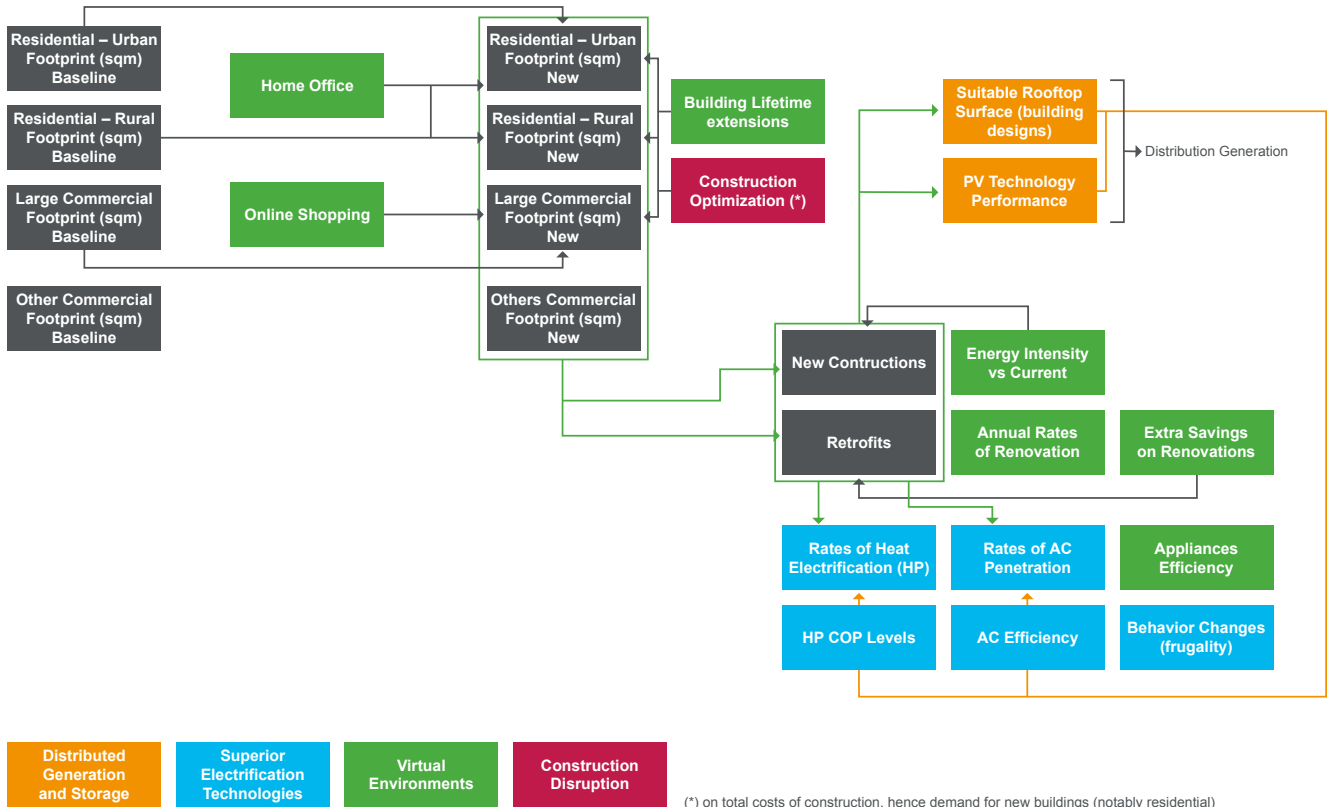 Residential – Urban
Footprint (sqm)
Baseline
Residential – Rural
Footprint (sqm)
Baseline
Large Commercial
Footprint (sqm)
Baseline
Other Commercial
Footprint (sqm)
Baseline
Home Office
Online Shopping
Residential – Urban
Footprint (sqm)
New
Residential – Rural
Footprint (sqm)
New
Large Commercial
Footprint (sqm)
New
Others Commercial
Footprint (sqm)
New
Building Lifetime
extensions
Construction
Optimization (*)
Suitable Rooftop
Surface (building
designs)
PV Technology
Performance
Distribution Generation
New Contructions
Energy Intensity
vs Current
Retrofits
Annual Rates
of Renovation
Extra Savings
on Renovations
Rates of Heat
Electrification (HP)
Rates of AC
Penetration
Appliances
Efficiency
HP COP Levels
AC Efficiency
Behavior Changes
(frugality)
Distributed
Generation
and Storage
Superior
Electrification
Technologies
Virtual
Environments
Construction
Disruption
(*) on total costs of construction, hence demand for new buildings (notably residential)